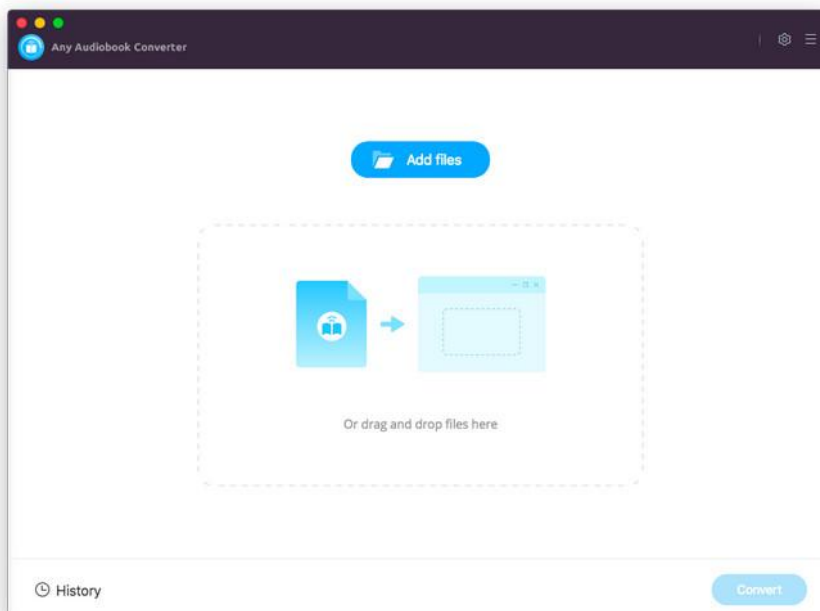 Any Audiobook Converter
Add files
Or drag and drop files here
History
Convert